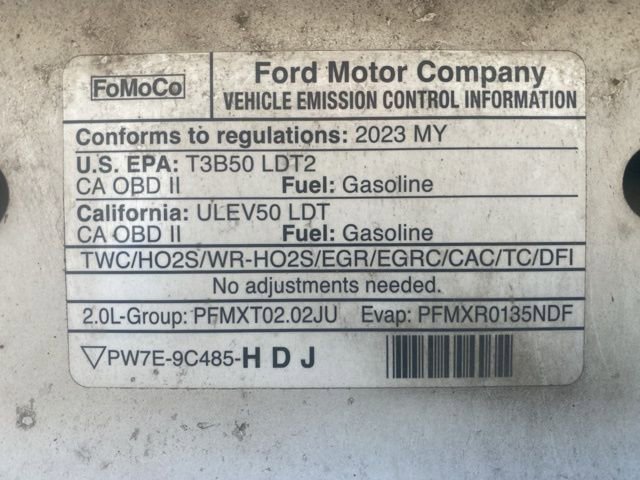 FoMoCo
Ford Motor Company
VEHICLE EMISSION CONTROL INFORMATION
Conforms to regulations: 2023 MY
U.S. EPA: T3B50 LDT2
CA OBD II Fuel: Gasoline
California: ULEV50 LDT
CA OBD II Fuel: Gasoline
TWC/HO2S/WR-HO2S/EGR/EGRC/CAC/TC/DFI
No adjustments needed.
2.0L-Group: PFMXT02.02JU Evap: PFMXR0135NDF
▽PW7E-9C485-HDJ